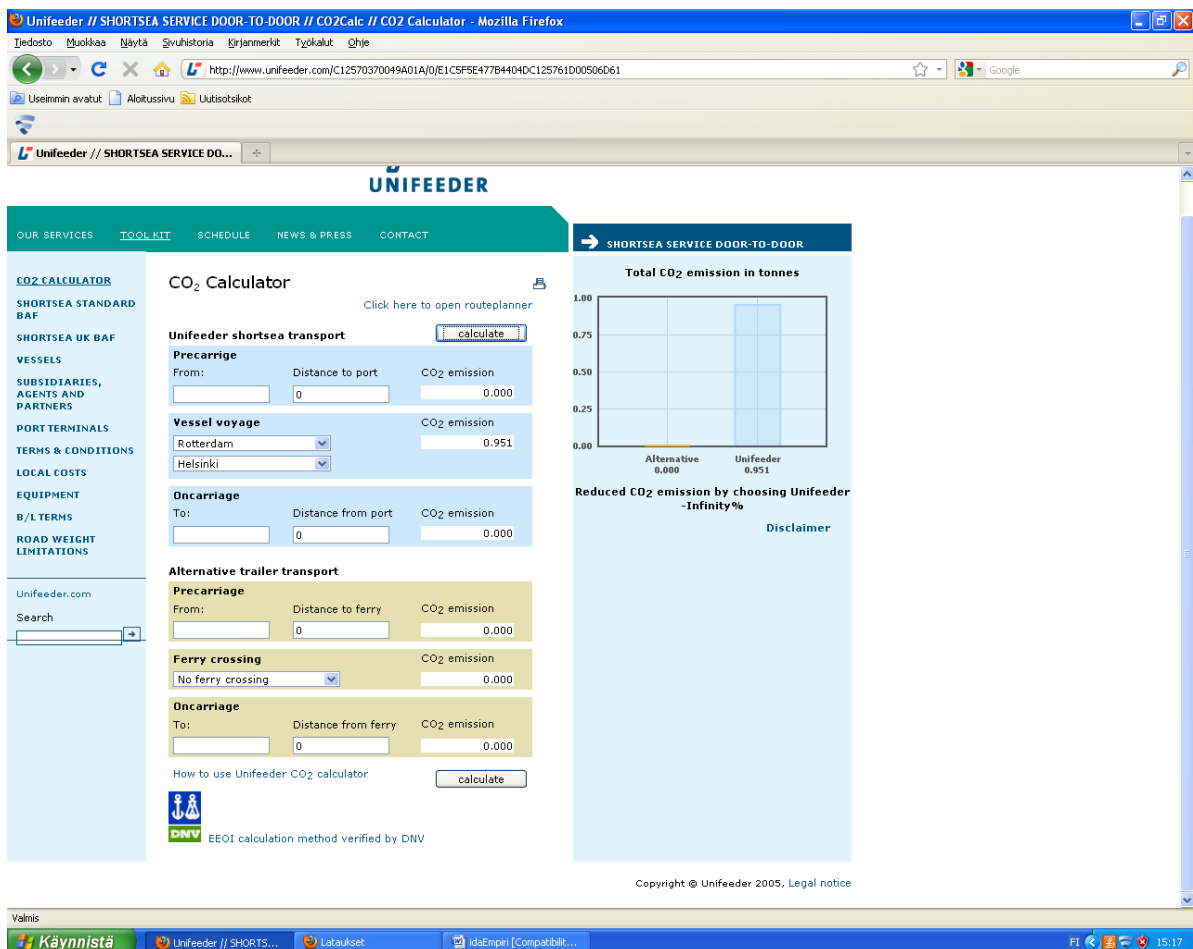 Unifeeder // SHORTSEA SERVICE DOOR-TO-DOOR // CO2Calc // CO2 Calculator - Mozilla Firefox
Tiedosto Muokkaa Näytä Sivuhistoria Kirjanmerkit Työkalut Ohje
http://www.unifeeder.com/C12570370049A01A/0/E1C5F5E477B4404DC125761D00506D61
Google
Useimmin avatut Aloitussivu Uutisotsikot
Unifeeder // SHORTSEA SERVICE DO...
UNIFEEDER
OUR SERVICES TOOL KIT SCHEDULE NEWS & PRESS CONTACT
CO2 CALCULATOR
SHORTSEA STANDARD
BAF
SHORTSEA UK BAF
VESSELS
SUBSIDIARIES,
AGENTS AND
PARTNERS
PORT TERMINALS
TERMS & CONDITIONS
LOCAL COSTS
EQUIPMENT
B/L TERMS
ROAD WEIGHT
LIMITATIONS
Unifeeder.com
Search
CO2 Calculator
Click here to open routeplanner
Unifeeder shortsea transport calculate
Precarrige
From: Distance to port CO2 emission
0 0.000
Vessel voyage CO2 emission
Rotterdam 0.951
Helsinki
Oncarriage
To: Distance from port CO2 emission
0 0.000
Alternative trailer transport
Precarriage
From: Distance to ferry CO2 emission
0 0.000
Ferry crossing CO2 emission
No ferry crossing 0.000
Oncarriage
To: Distance from ferry CO2 emission
0 0.000
How to use Unifeeder CO2 calculator calculate
DNV EEOI calculation method verified by DNV
SHORTSEA SERVICE DOOR-TO-DOOR
Total CO2 emission in tonnes
1.00
0.75
0.50
0.25
0.00
Alternative Unifeeder
0.000 0.951
Reduced CO2 emission by choosing Unifeeder
-Infinity%
Disclaimer
Copyright © Unifeeder 2005, Legal notice
Valmis
Käynnistä Unifeeder // SHORTS... Lataukset idaEmpiri [Compatibilit... FI 15:17